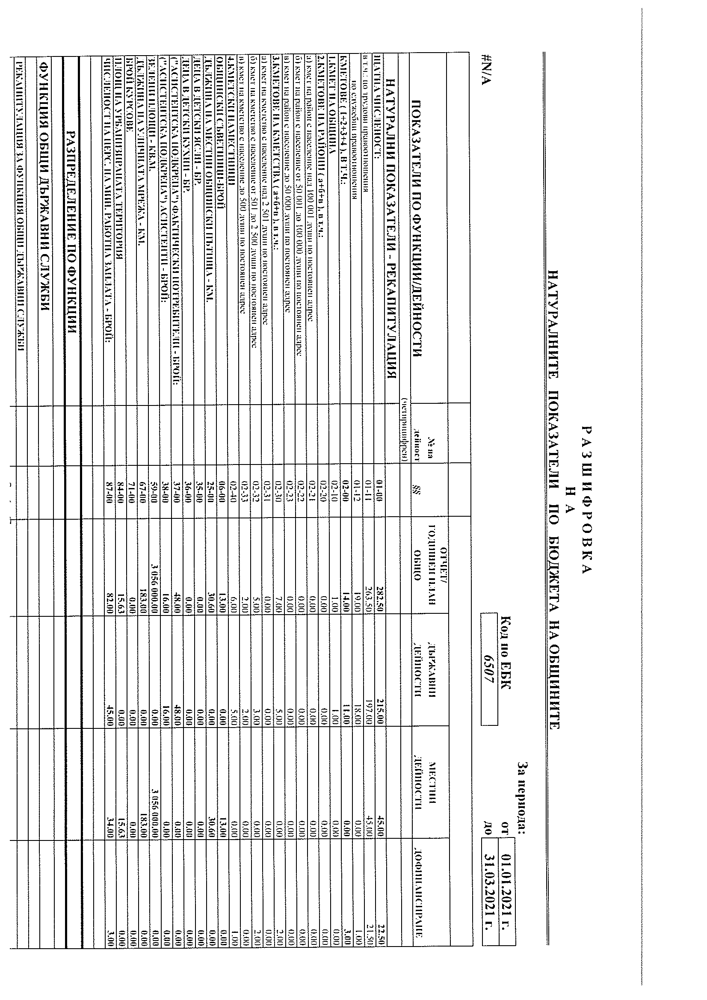 РАЗШИФРОВКА
НА
НАТУРАЛНИТЕ ПОКАЗАТЕЛИ ПО БЮДЖЕТА НА ОБЩИНИТЕ
За периода:
Код по ЕБК от 01.01.2021 г.
#N/A 6507 до 31.03.2021 г.
ПОКАЗАТЕЛИ ПО ФУНКЦИИ/ДЕЙНОСТИ № на дейност (четирицифрен) §§ ОТЧЕТ/ ГОДИШЕН ПЛАН ОБЩО ДЪРЖАВНИ ДЕЙНОСТИ МЕСТНИ ДЕЙНОСТИ ДОФИНАНСИРАНЕ
НАТУРАЛНИ ПОКАЗАТЕЛИ - РЕКАПИТУЛАЦИЯ
ЩАТНА ЧИСЛЕНОСТ: 01-00 282.50 215.00 45.00 22.50
в т.ч.: по трудови правоотношения 01-11 263.50 197.00 45.00 21.50
по служебни правоотношения 01-12 19.00 18.00 0.00 1.00
КМЕТОВЕ ( 1+2+3+4 ), В Т.Ч.: 02-00 14.00 11.00 0.00 3.00
1.КМЕТ НА ОБЩИНА 02-10 1.00 1.00 0.00 0.00
2.КМЕТОВЕ НА РАЙОНИ ( а+б+в ), в т.ч.: 02-20 0.00 0.00 0.00 0.00
а) кмет на район с население над 100 001 души по постоянен адрес 02-21 0.00 0.00 0.00 0.00
б) кмет на район с население от 50 001 до 100 000 души по постоянен адрес 02-22 0.00 0.00 0.00 0.00
в) кмет на район с население до 50 000 души по постоянен адрес 02-23 0.00 0.00 0.00 0.00
3.КМЕТОВЕ НА КМЕТСТВА ( а+б+в ), в т.ч.: 02-30 7.00 5.00 0.00 2.00
а) кмет на кметство с население над 2 501 души по постоянен адрес 02-31 0.00 0.00 0.00 0.00
б) кмет на кметство с население от 501 до 2 500 души по постоянен адрес 02-32 5.00 3.00 0.00 2.00
в) кмет на кметство с население до 500 души по постоянен адрес 02-33 2.00 2.00 0.00 0.00
4.КМЕТСКИ НАМЕСТНИЦИ 02-40 6.00 5.00 0.00 1.00
ОБЩИНСКИ СЪВЕТНИЦИ-БРОЙ 06-00 13.00 0.00 13.00 0.00
ДЪЛЖИНА НА МЕСТНИ ОБЩИНСКИ ПЪТИЩА - КМ. 25-00 30.60 0.00 30.60 0.00
ДЕЦА В ДЕТСКИ ЯСЛИ - БР. 35-00 0.00 0.00 0.00 0.00
ДЕЦА В ДЕТСКИ КУХНИ - БР. 36-00 0.00 0.00 0.00 0.00
("АСИСТЕНТСКА ПОДКРЕПА") ФАКТИЧЕСКИ ПОТРЕБИТЕЛИ - БРОЙ: 37-00 48.00 48.00 0.00 0.00
("АСИСТЕНТСКА ПОДКРЕПА") АСИСТЕНТИ - БРОЙ: 38-00 16.00 16.00 0.00 0.00
ЗЕЛЕНИ ПЛОЩИ - КВ.М. 59-00 3 056 000.00 0.00 3 056 000.00 0.00
ДЪЛЖИНА НА УЛИЧНАТА МРЕЖА - КМ. 67-00 183.00 0.00 183.00 0.00
БРОЙ КУРСОВЕ 71-00 0.00 0.00 0.00 0.00
ПЛОЩ НА УРБАНИЗИРАНАТА ТЕРИТОРИЯ 84-00 15.63 0.00 15.63 0.00
ЧИСЛЕНОСТ НА ПЕРС. НА МИН. РАБОТНА ЗАПЛАТА - БРОЙ: 87-00 82.00 45.00 34.00 3.00
РАЗПРЕДЕЛЕНИЕ ПО ФУНКЦИИ
ФУНКЦИЯ ОБЩИ ДЪРЖАВНИ СЛУЖБИ
РЕКАПИТУЛАЦИЯ ЗА ФУНКЦИЯ ОБЩИ ДЪРЖАВНИ СЛУЖБИ